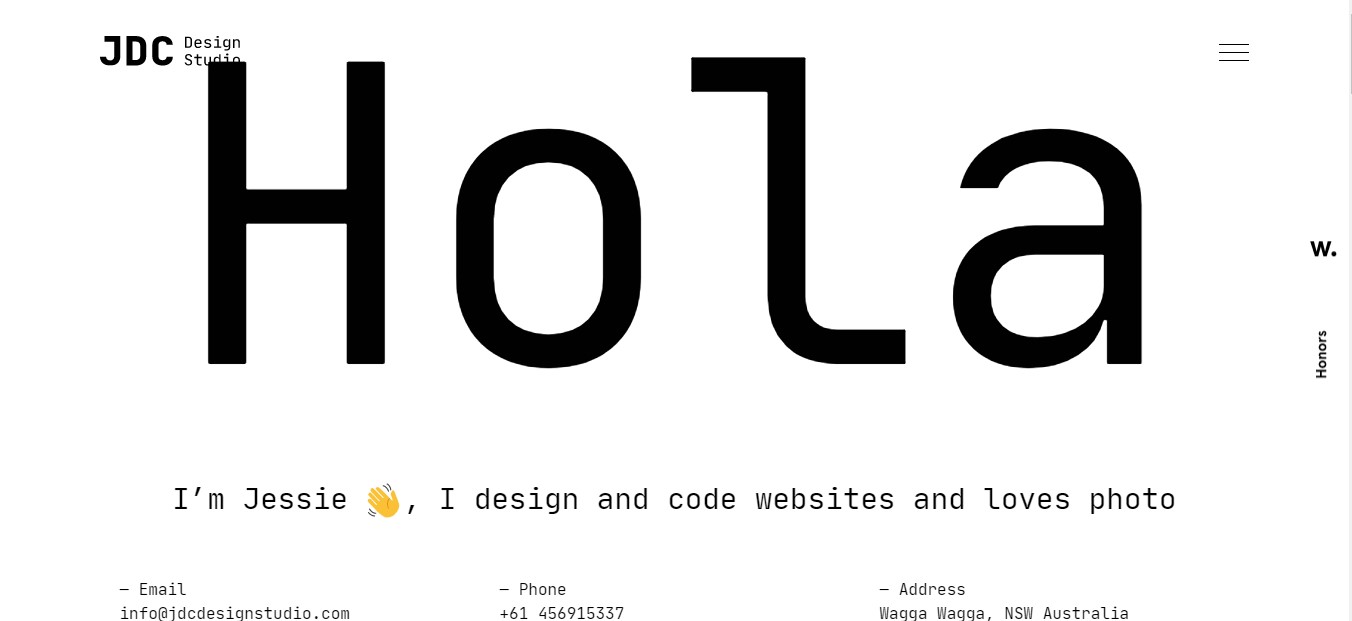 JDC Design
Studio
Hola
W.
Honors
I’m Jessie 👋, I design and code websites and loves photo
— Email
info@jdcdesignstudio.com
— Phone
+61 456915337
— Address
Wagga Wagga, NSW Australia